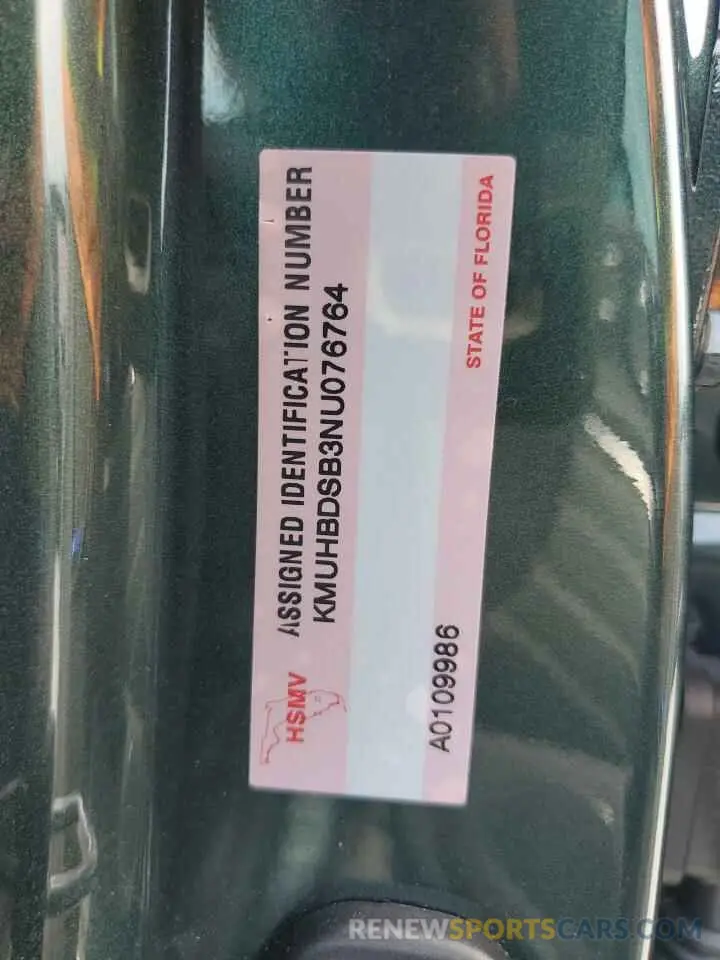 ASSIGNED IDENTIFICATION NUMBER
KMUHBDSB3NU076764
HSMV
A0109986
STATE OF FLORIDA
RENEWSPORTSCARS.COM